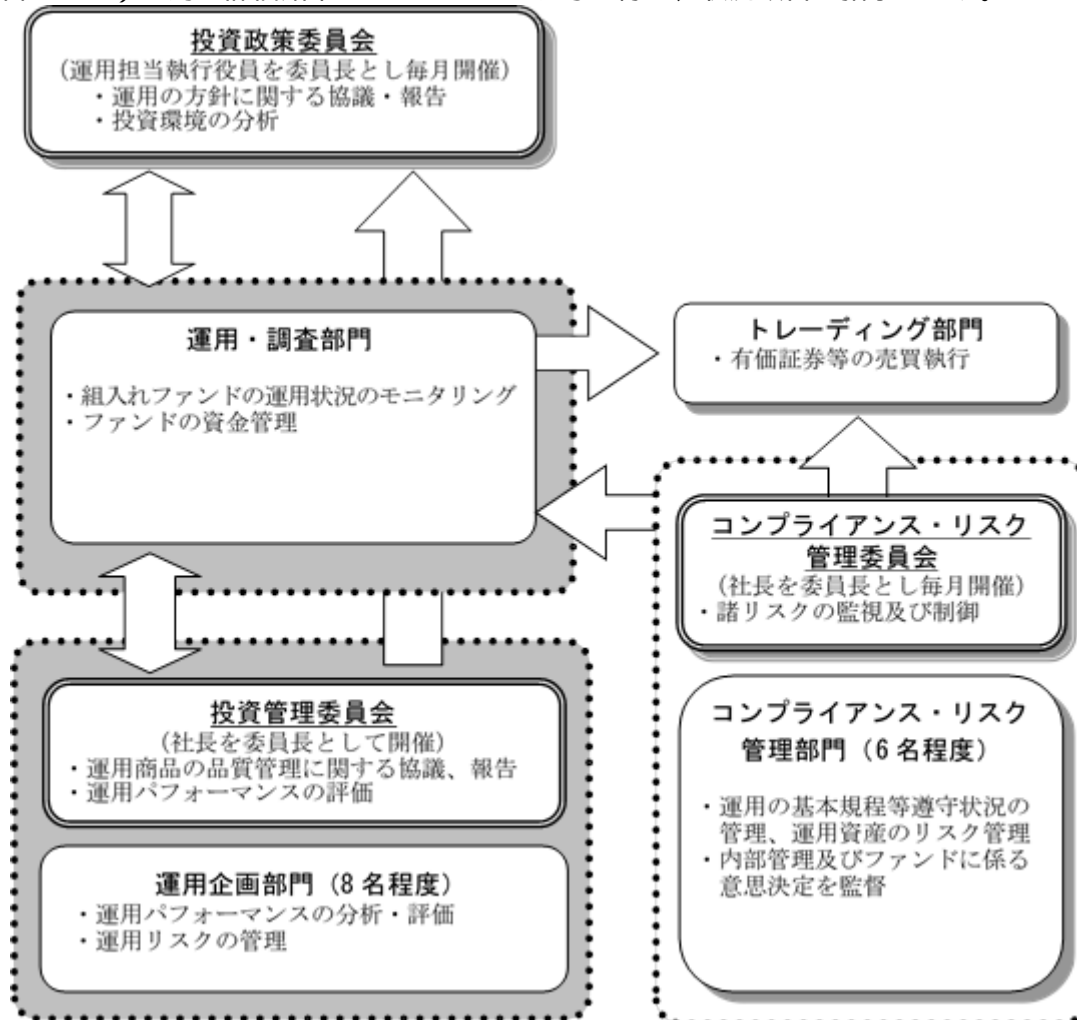 投資政策委員会
(運用担当執行役員を委員長とし毎月開催)
・運用の方針に関する協議・報告
・投資環境の分析
運用・調査部門
・組入れファンドの運用状況のモニタリング
・ファンドの資金管理
トレーディング部門
・有価証券等の売買執行
コンプライアンス・リスク
管理委員会
(社長を委員長とし毎月開催)
・諸リスクの監視及び制御
投資管理委員会
(社長を委員長として開催)
・運用商品の品質管理に関する協議、報告
・運用パフォーマンスの評価
運用企画部門(8名程度)
・運用パフォーマンスの分析・評価
・運用リスクの管理
コンプライアンス・リスク
管理部門(6名程度)
・運用の基本規程等遵守状況の
管理、運用資産のリスク管理
・内部管理及びファンドに係る
意思決定を監督